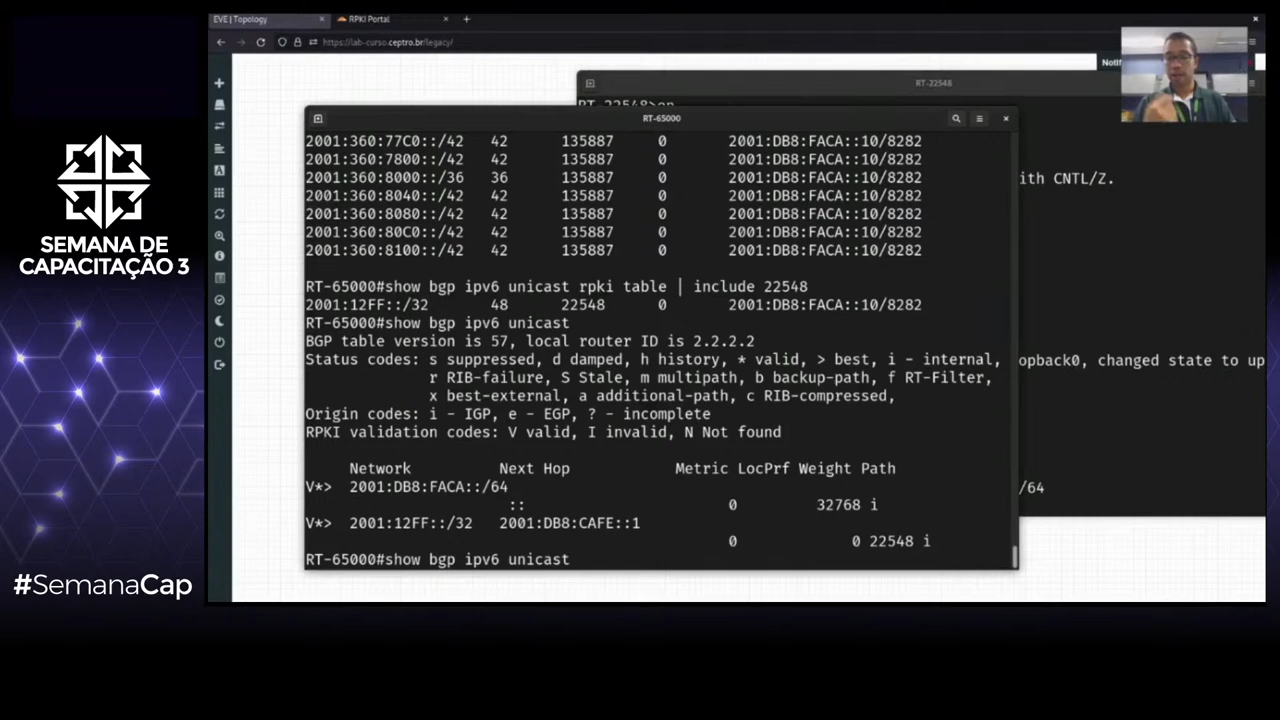 EVE | Topology
RPKI Portal
https://lab-curso.ceptro.br/legacy/
RT-22548
RT-65000
2001:360:77C0::/42 42 135887 0 2001:DB8:FACA::10/8282
2001:360:7800::/42 42 135887 0 2001:DB8:FACA::10/8282
2001:360:8000::/36 36 135887 0 2001:DB8:FACA::10/8282
2001:360:8040::/42 42 135887 0 2001:DB8:FACA::10/8282
2001:360:8080::/42 42 135887 0 2001:DB8:FACA::10/8282
2001:360:80C0::/42 42 135887 0 2001:DB8:FACA::10/8282
2001:360:8100::/42 42 135887 0 2001:DB8:FACA::10/8282
RT-65000#show bgp ipv6 unicast rpki table | include 22548
2001:12FF::/32 48 22548 0 2001:DB8:FACA::10/8282
RT-65000#show bgp ipv6 unicast
BGP table version is 57, local router ID is 2.2.2.2
Status codes: s suppressed, d damped, h history, * valid, > best, i - internal,
r RIB-failure, S Stale, m multipath, b backup-path, f RT-Filter,
x best-external, a additional-path, c RIB-compressed,
Origin codes: i - IGP, e - EGP, ? - incomplete
RPKI validation codes: V valid, I invalid, N Not found
Network Next Hop Metric LocPrf Weight Path
V*> 2001:DB8:FACA::/64
:: 0 32768 i
V*> 2001:12FF::/32 2001:DB8:CAFE::1
0 0 22548 i
RT-65000#show bgp ipv6 unicast
ith CNTL/Z.
opback0, changed state to up
/64
SEMANA DE
CAPACITAÇÃO 3
#SemanaCap